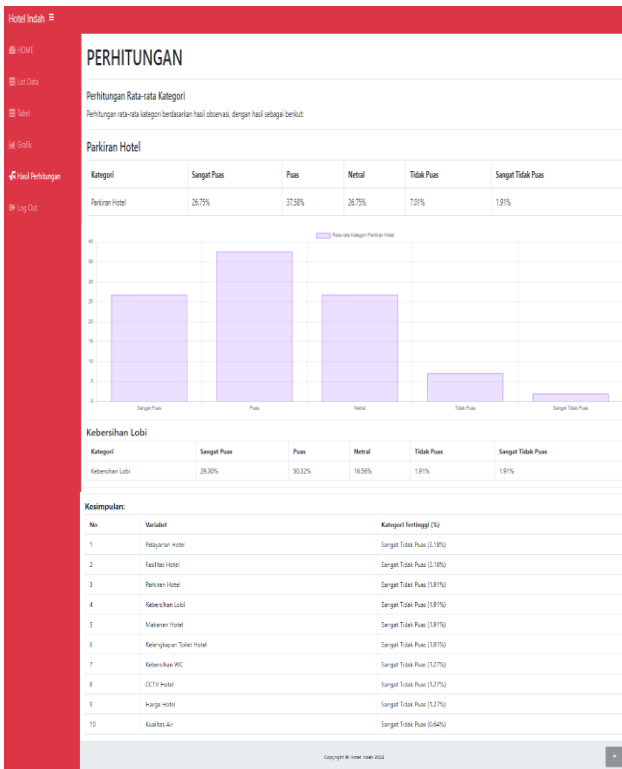 Hotel Indah
HOME
List Data
Tabel
Grafik
Hasil Perhitungan
Log Out
PERHITUNGAN
Perhitungan Rata-rata Kategori
Perhitungan rata-rata kategori berdasarkan hasil observasi, dengan hasil sebagai berikut:
Parkiran Hotel
Kategori Sangat Puas Puas Netral Tidak Puas Sangat Tidak Puas
Parkiran Hotel 26.75% 37.58% 26.75% 7.01% 1.91%
Rata-rata Kategori Parkiran Hotel
40
35
30
25
20
15
10
5
0
Sangat Puas Puas Netral Tidak Puas Sangat Tidak Puas
Kebersihan Lobi
Kategori Sangat Puas Puas Netral Tidak Puas Sangat Tidak Puas
Kebersihan Lobi 29.30% 50.32% 16.56% 1.91% 1.91%
Kesimpulan:
No Variabel Kategori Tertinggi (%)
1 Pelayanan Hotel Sangat Tidak Puas (3.18%)
2 Fasilitas Hotel Sangat Tidak Puas (3.18%)
3 Parkiran Hotel Sangat Tidak Puas (1.91%)
4 Kebersihan Lobi Sangat Tidak Puas (1.91%)
5 Makanan Hotel Sangat Tidak Puas (1.91%)
6 Kelengkapan Toilet Hotel Sangat Tidak Puas (1.91%)
7 Kebersihan WC Sangat Tidak Puas (1.27%)
8 CCTV Hotel Sangat Tidak Puas (1.27%)
9 Harga Hotel Sangat Tidak Puas (1.27%)
10 Kualitas Air Sangat Tidak Puas (0.64%)
Copyright © Hotel Indah 2024